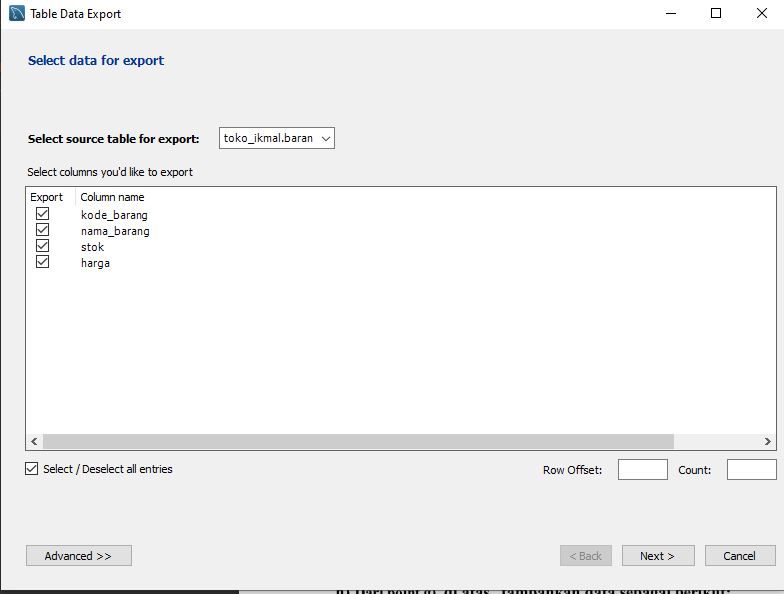 Table Data Export
Select data for export
Select source table for export: toko_ikmal.baran
Select columns you'd like to export
Export Column name
kode_barang
nama_barang
stok
harga
Select / Deselect all entries Row Offset: Count:
Advanced >> < Back Next > Cancel